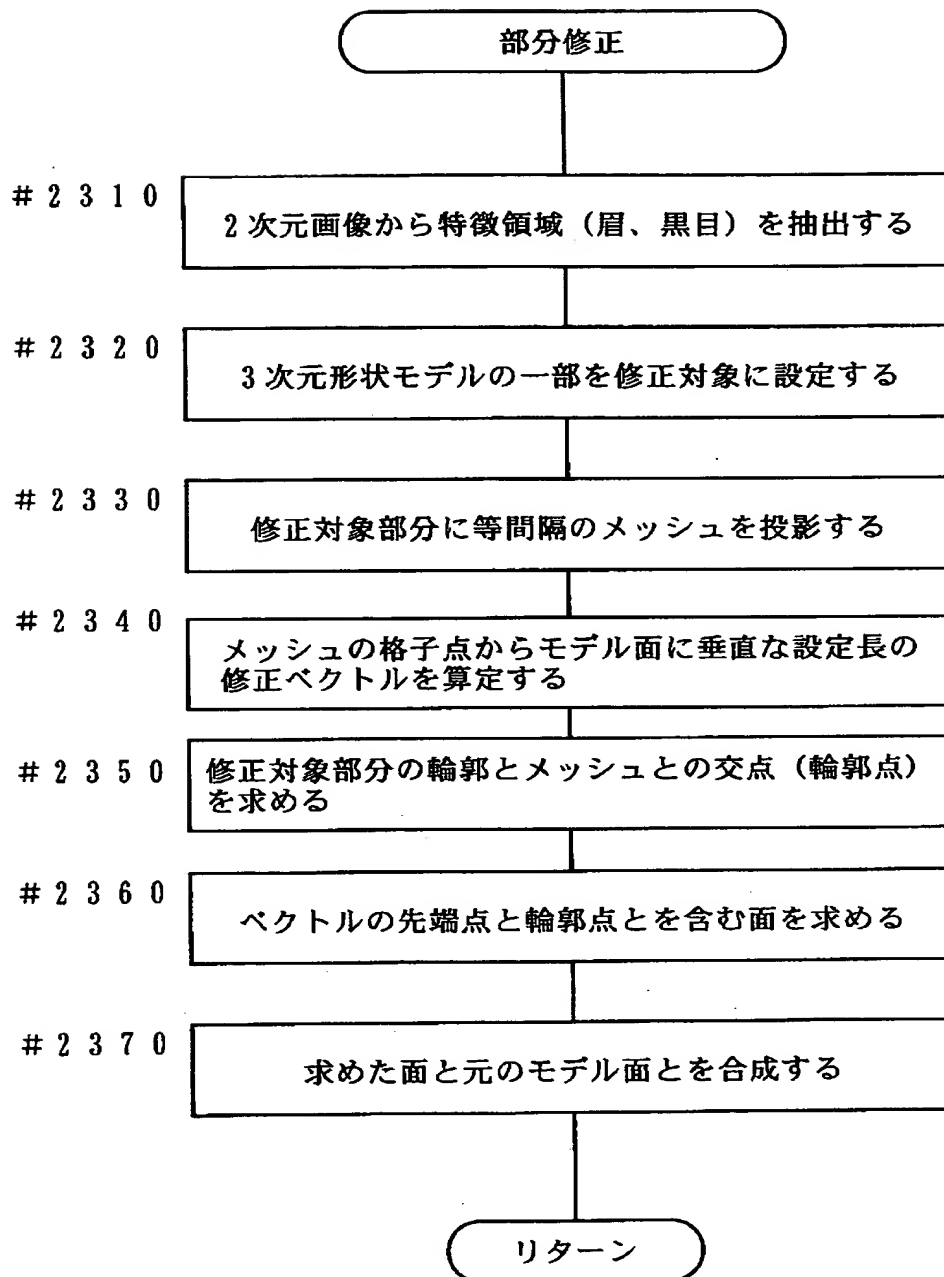 部分修正
#2310
2次元画像から特徴領域（眉、黒目）を抽出する
#2320
3次元形状モデルの一部を修正対象に設定する
#2330
修正対象部分に等間隔のメッシュを投影する
#2340
メッシュの格子点からモデル面に垂直な設定長の
修正ベクトルを算定する
#2350
修正対象部分の輪郭とメッシュとの交点（輪郭点）
を求める
#2360
ベクトルの先端点と輪郭点とを含む面を求める
#2370
求めた面と元のモデル面とを合成する
リターン